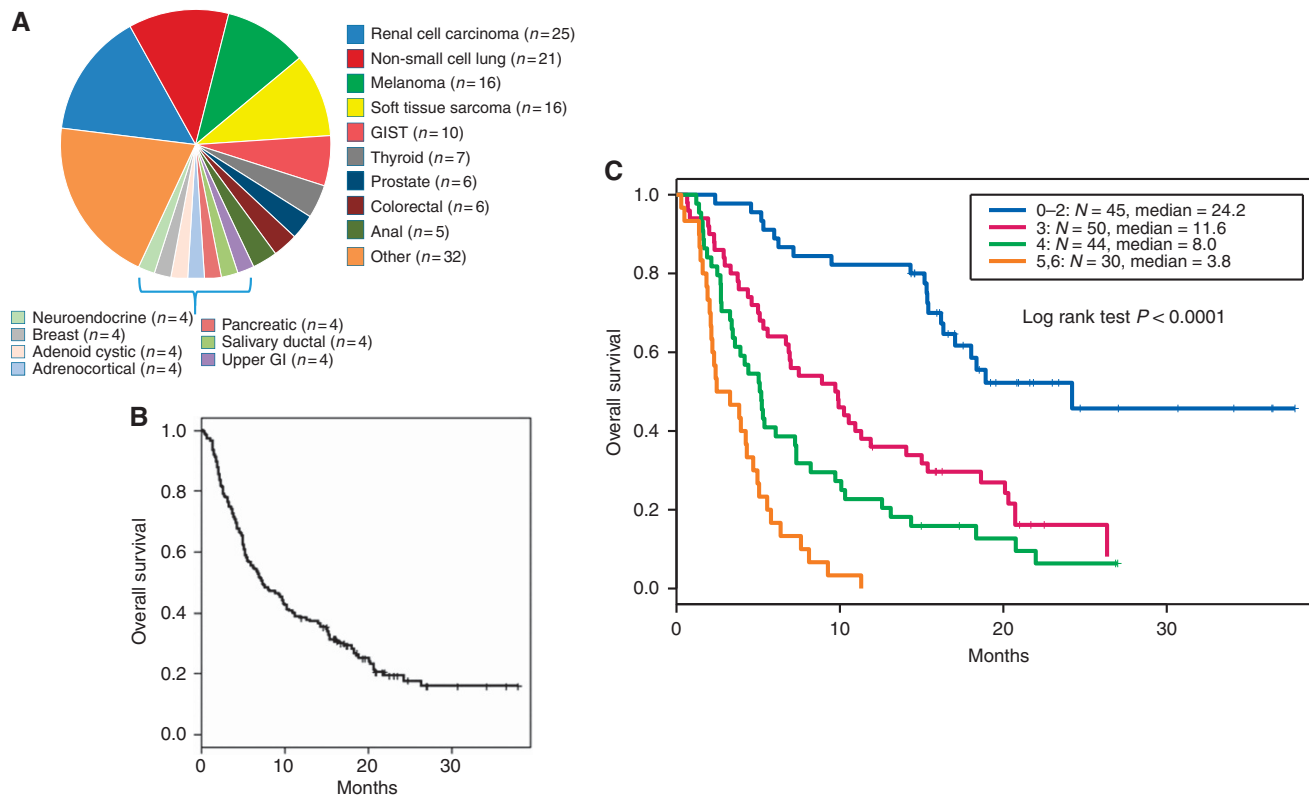 A
Renal cell carcinoma (n=25)
Non-small cell lung (n=21)
Melanoma (n=16)
Soft tissue sarcoma (n=16)
GIST (n=10)
Thyroid (n=7)
Prostate (n=6)
Colorectal (n=6)
Anal (n=5)
Other (n=32)
Neuroendocrine (n=4)
Breast (n=4)
Adenoid cystic (n=4)
Adrenocortical (n=4)
Pancreatic (n=4)
Salivary ductal (n=4)
Upper GI (n=4)
B
Overall survival
1.0
0.8
0.6
0.4
0.2
0.0
0 10 20 30
Months
C
Overall survival
1.0
0.8
0.6
0.4
0.2
0.0
0–2: N = 45, median = 24.2
3: N = 50, median = 11.6
4: N = 44, median = 8.0
5,6: N = 30, median = 3.8
Log rank test P < 0.0001
0 10 20 30
Months